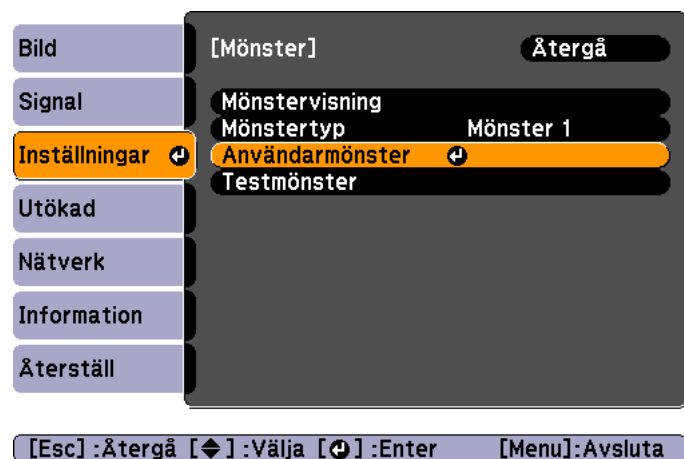 Bild
Signal
Inställningar
Utökad
Nätverk
Information
Återställ
[Mönster] Återgå
Mönstervisning
Mönstertyp Mönster 1
Användarmönster
Testmönster
[Esc] :Återgå [◆] :Välja [⏎] :Enter [Menu]:Avsluta